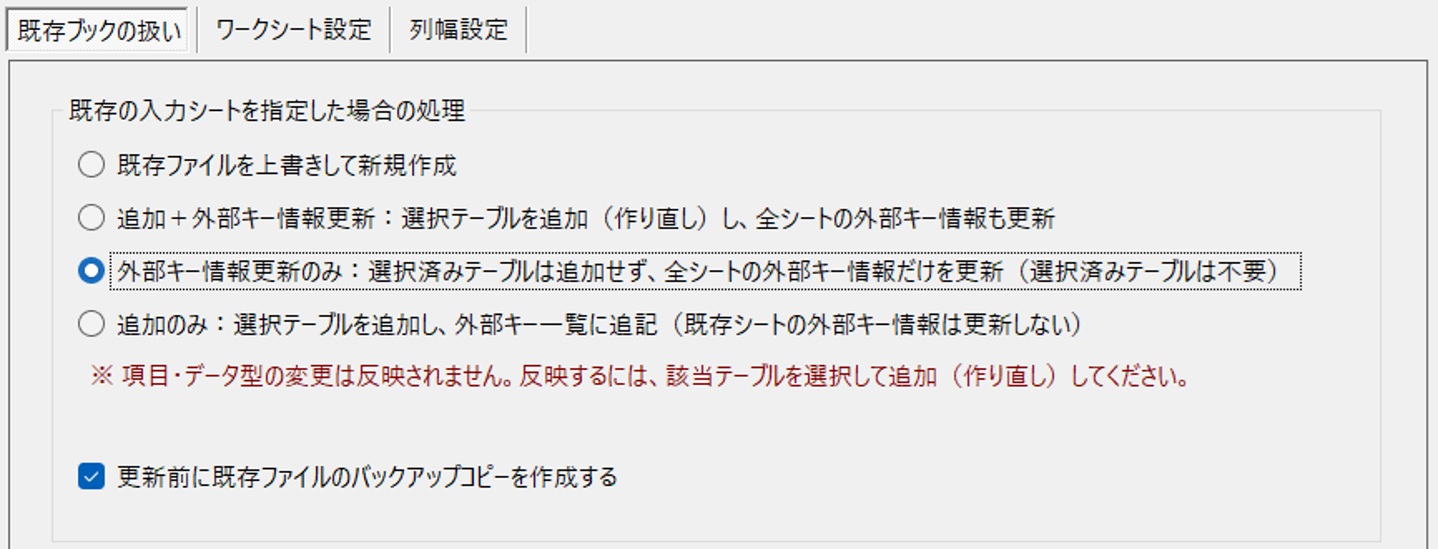 既存ブックの扱い ワークシート設定 列幅設定
既存の入力シートを指定した場合の処理
既存ファイルを上書きして新規作成
追加＋外部キー情報更新：選択テーブルを追加（作り直し）し、全シートの外部キー情報も更新
外部キー情報更新のみ：選択済みテーブルは追加せず、全シートの外部キー情報だけを更新（選択済みテーブルは不要）
追加のみ：選択テーブルを追加し、外部キー一覧に追記（既存シートの外部キー情報は更新しない）
※ 項目・データ型の変更は反映されません。反映するには、該当テーブルを選択して追加（作り直し）してください。
更新前に既存ファイルのバックアップコピーを作成する